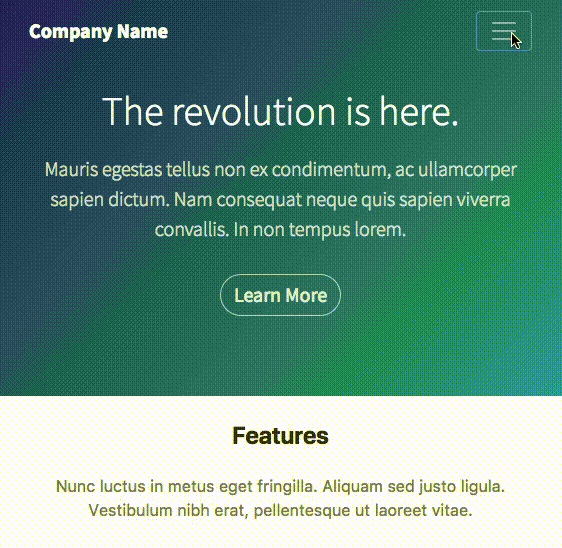 Company Name
The revolution is here.
Mauris egestas tellus non ex condimentum, ac ullamcorper
sapien dictum. Nam consequat neque quis sapien viverra
convallis. In non tempus lorem.
Learn More
Features
Nunc luctus in metus eget fringilla. Aliquam sed justo ligula.
Vestibulum nibh erat, pellentesque ut laoreet vitae.